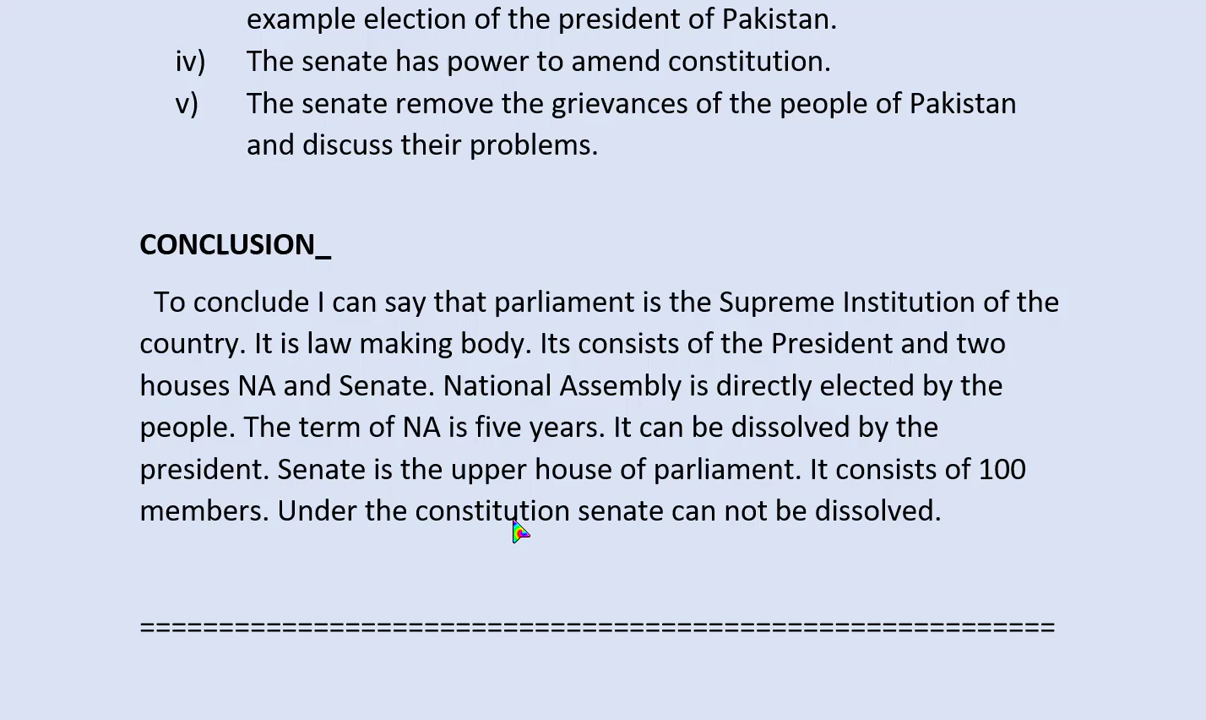 example election of the president of Pakistan.
iv) The senate has power to amend constitution.
v) The senate remove the grievances of the people of Pakistan
and discuss their problems.
CONCLUSION_
To conclude I can say that parliament is the Supreme Institution of the
country. It is law making body. Its consists of the President and two
houses NA and Senate. National Assembly is directly elected by the
people. The term of NA is five years. It can be dissolved by the
president. Senate is the upper house of parliament. It consists of 100
members. Under the constitution senate can not be dissolved.
==========================================================